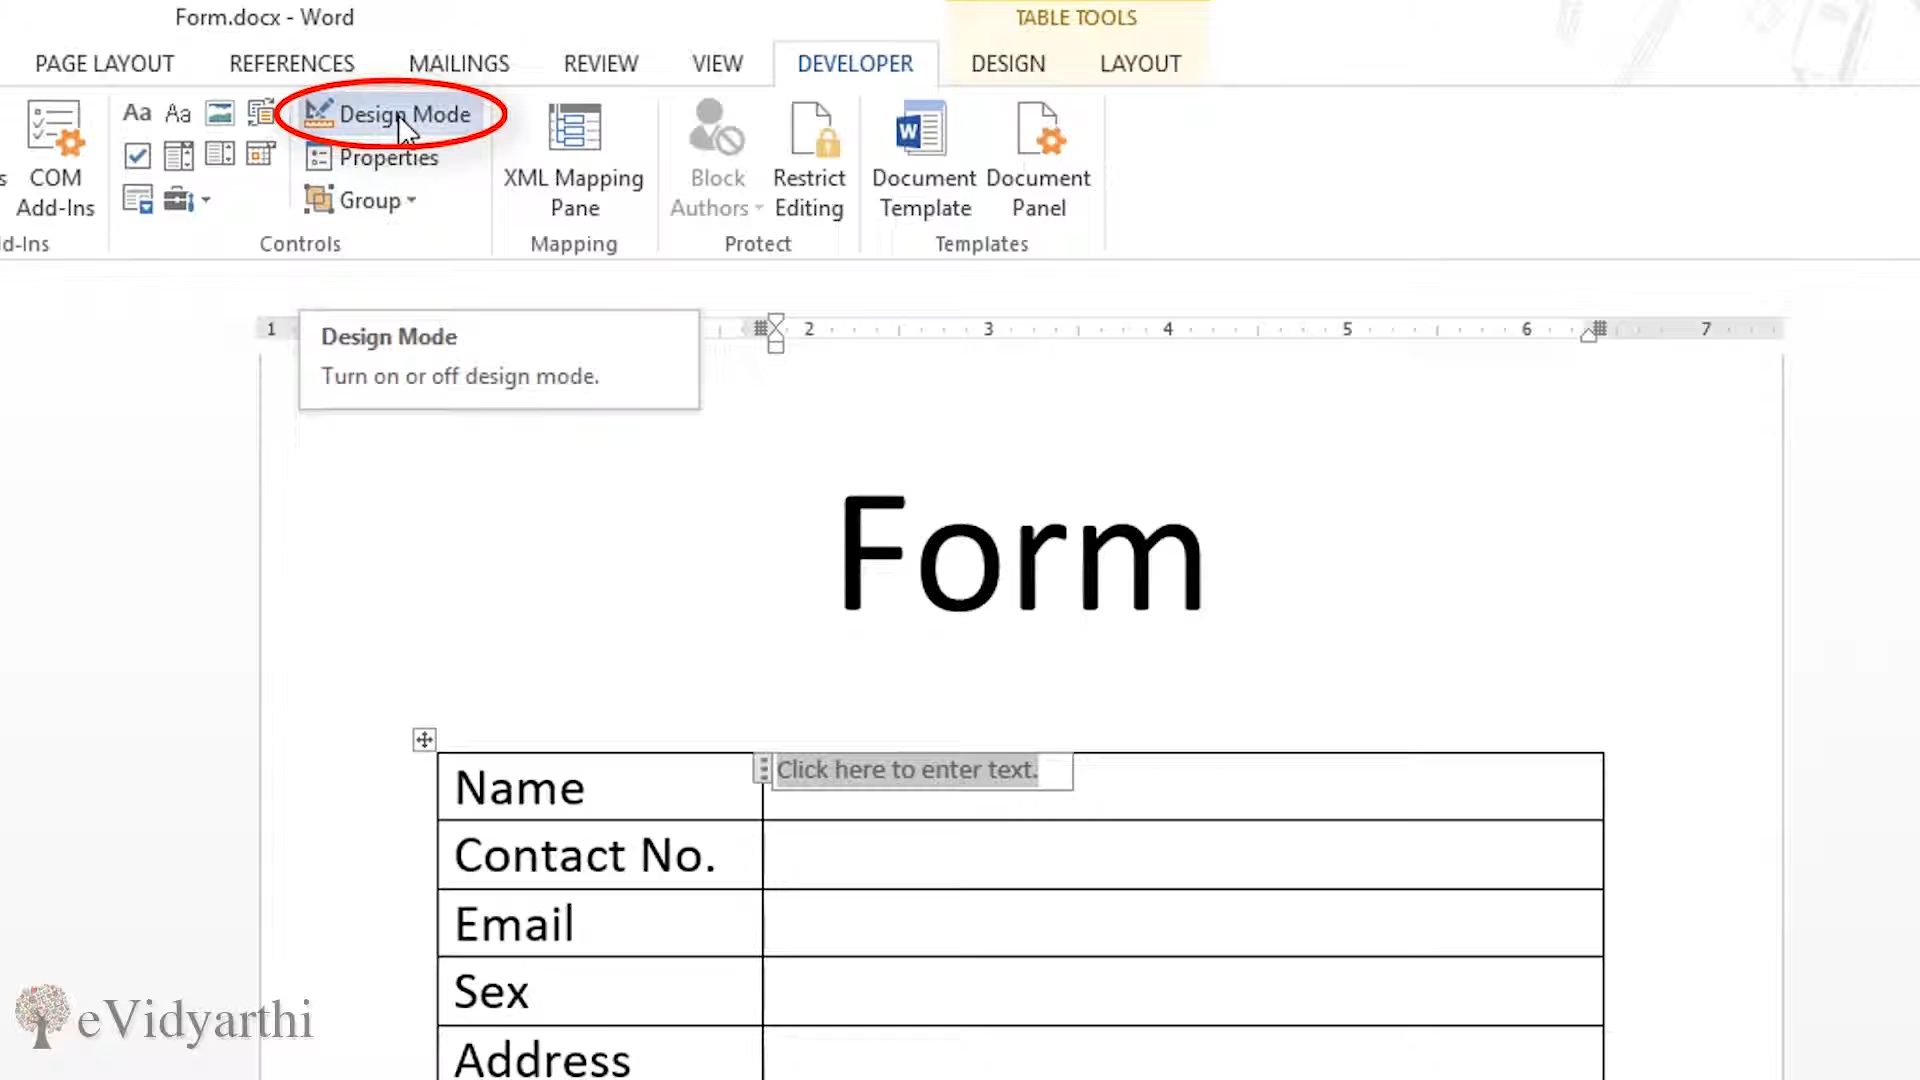 Form.docx - Word
TABLE TOOLS
PAGE LAYOUT REFERENCES MAILINGS REVIEW VIEW DEVELOPER DESIGN LAYOUT
Aa Aa
Design Mode
Properties
Group
COM
Add-Ins
Controls
XML Mapping
Pane
Mapping
Block
Authors
Restrict
Editing
Protect
Document
Template
Document
Panel
Templates
1 2 3 4 5 6 7
Design Mode
Turn on or off design mode.
Form
Name
Click here to enter text.
Contact No.
Email
Sex
Address
eVidyarthi